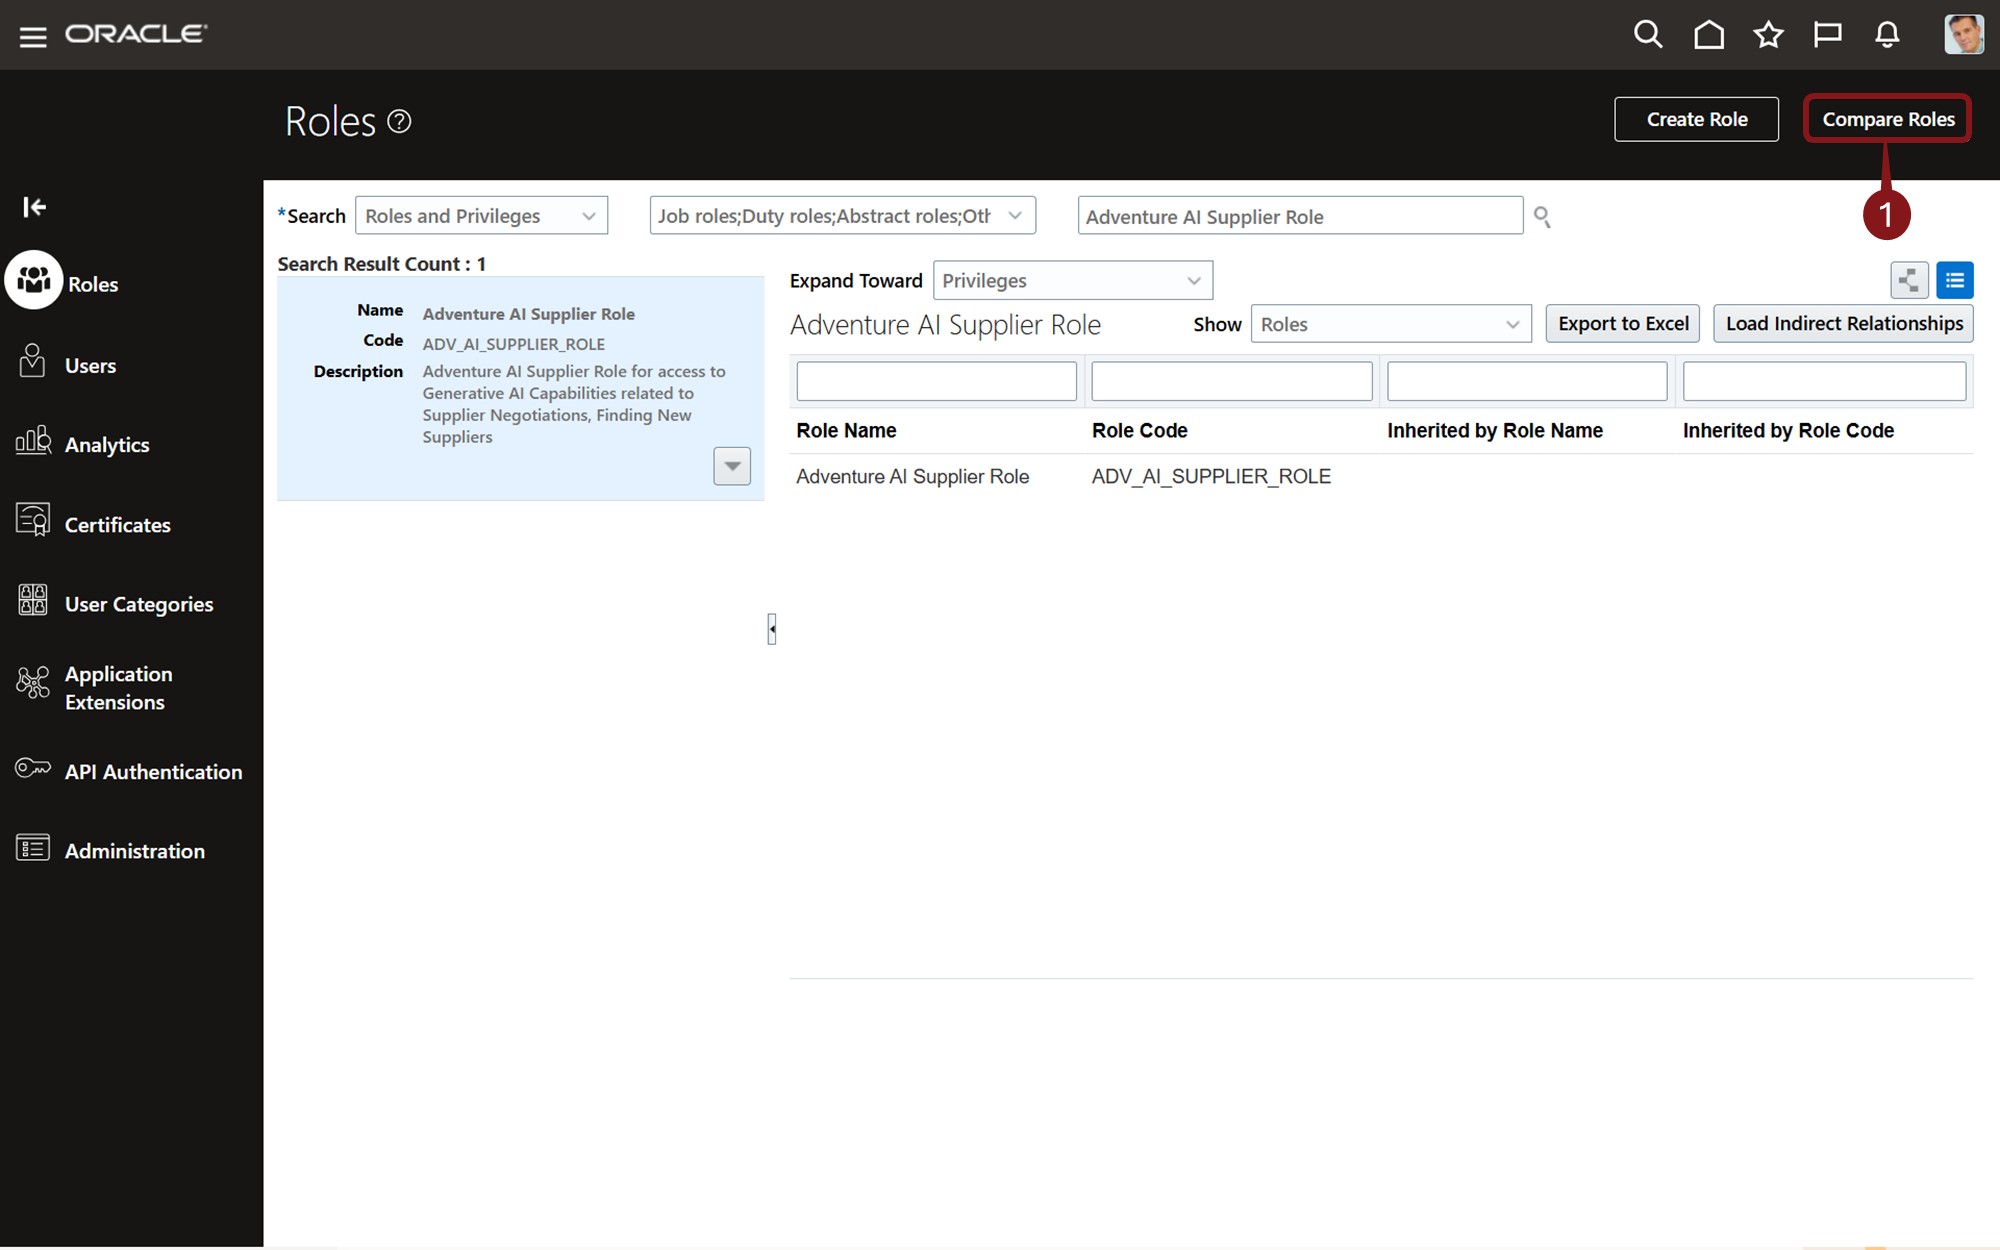 ORACLE
Roles
Create Role
Compare Roles
1
*Search
Roles and Privileges
Job roles;Duty roles;Abstract roles;Oth
Adventure AI Supplier Role
Search Result Count : 1
Name Adventure AI Supplier Role
Code ADV_AI_SUPPLIER_ROLE
Description Adventure AI Supplier Role for access to
Generative AI Capabilities related to
Supplier Negotiations, Finding New
Suppliers
Expand Toward Privileges
Adventure AI Supplier Role
Show Roles
Export to Excel
Load Indirect Relationships
Role Name
Role Code
Inherited by Role Name
Inherited by Role Code
Adventure AI Supplier Role
ADV_AI_SUPPLIER_ROLE
Roles
Users
Analytics
Certificates
User Categories
Application
Extensions
API Authentication
Administration